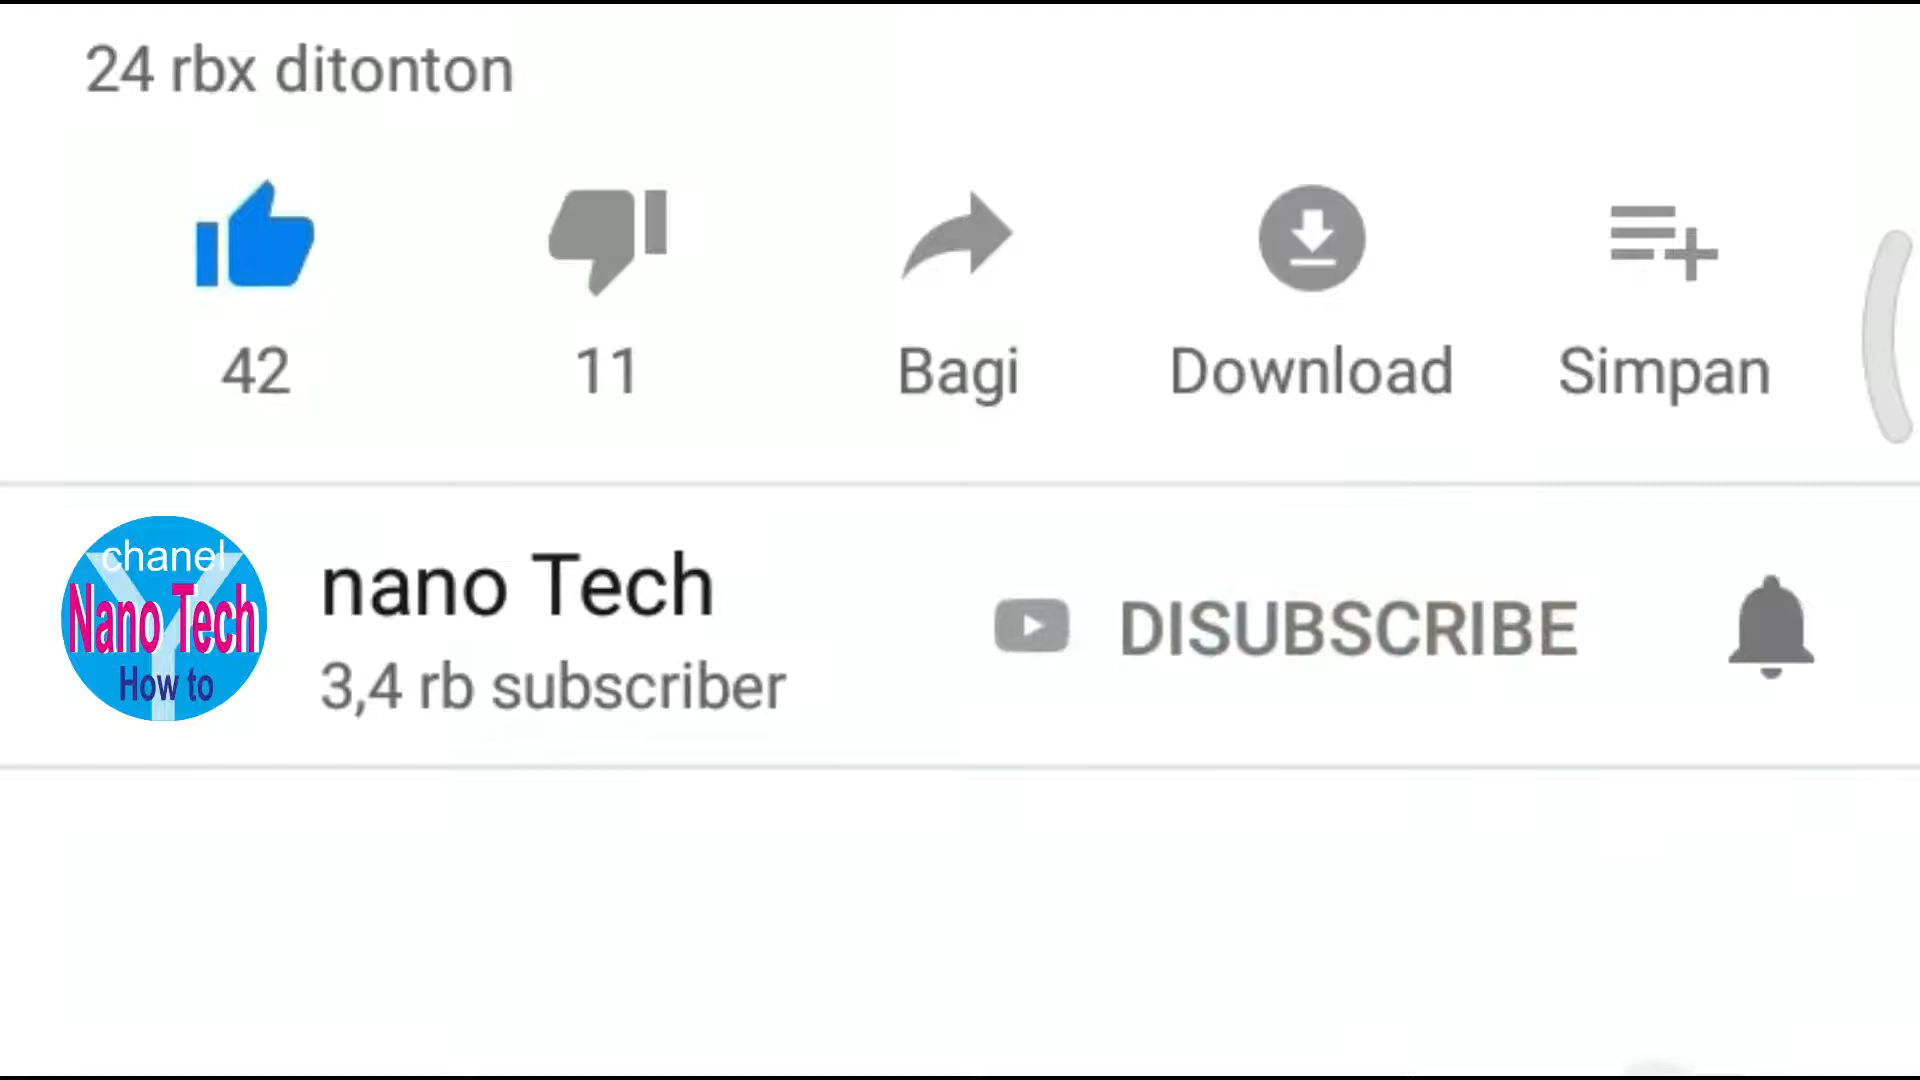 24 rbx ditonton
42
11
Bagi
Download
Simpan
chanel
Nano Tech
How to
nano Tech
3,4 rb subscriber
DISUBSCRIBE